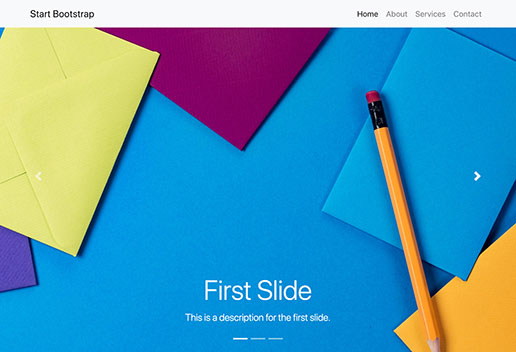 Start Bootstrap
Home About Services Contact
First Slide
This is a description for the first slide.